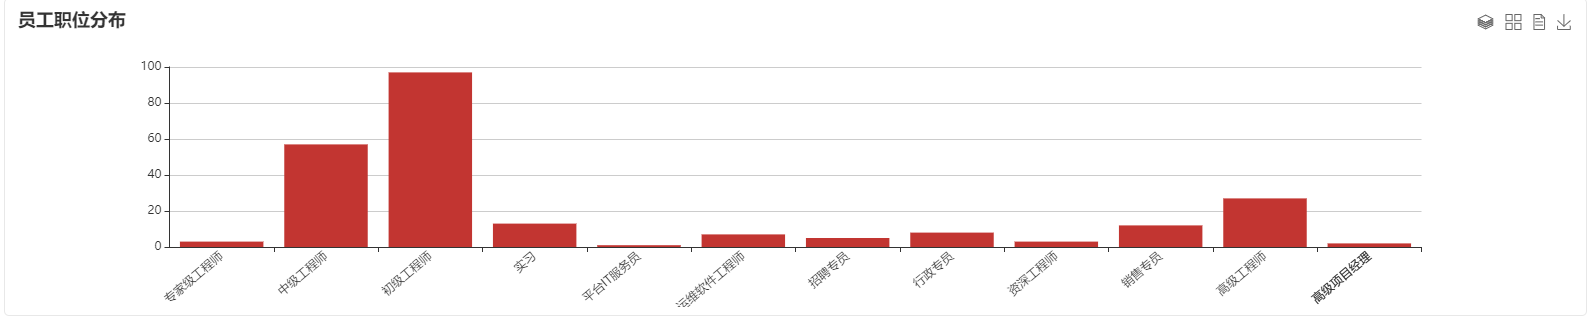 员工职位分布
100
80
60
40
20
0
专家级工程师
中级工程师
初级工程师
实习
平台IT服务员
运维软件工程师
招聘专员
行政专员
资深工程师
销售专员
高级工程师
高级项目经理